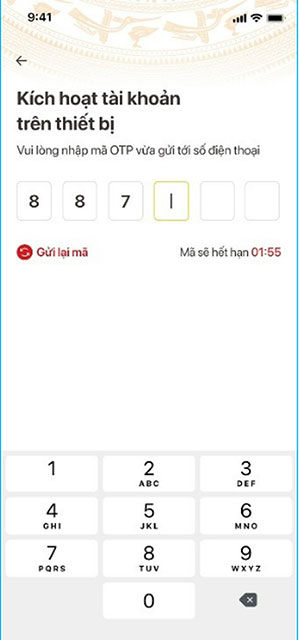 9:41
Kích hoạt tài khoản
trên thiết bị
Vui lòng nhập mã OTP vừa gửi tới số điện thoại
8 8 7
Gửi lại mã Mã sẽ hết hạn 01:55
1 2 3
ABC DEF
4 5 6
GHI JKL MNO
7 8 9
PQRS TUV WXYZ
0